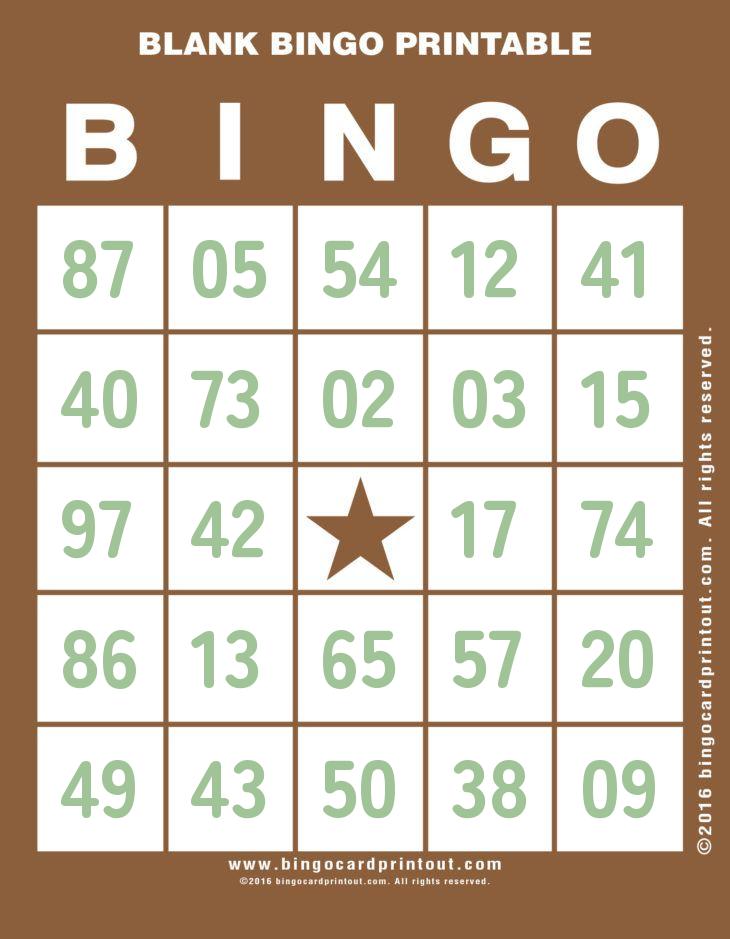 BLANK BINGO PRINTABLE
B I N G O
87 05 54 12 41
40 73 02 03 15
97 42 17 74
86 13 65 57 20
49 43 50 38 09
www.bingocardprintout.com
©2016 bingocardprintout.com. All rights reserved.
©2016 bingocardprintout.com. All rights reserved.